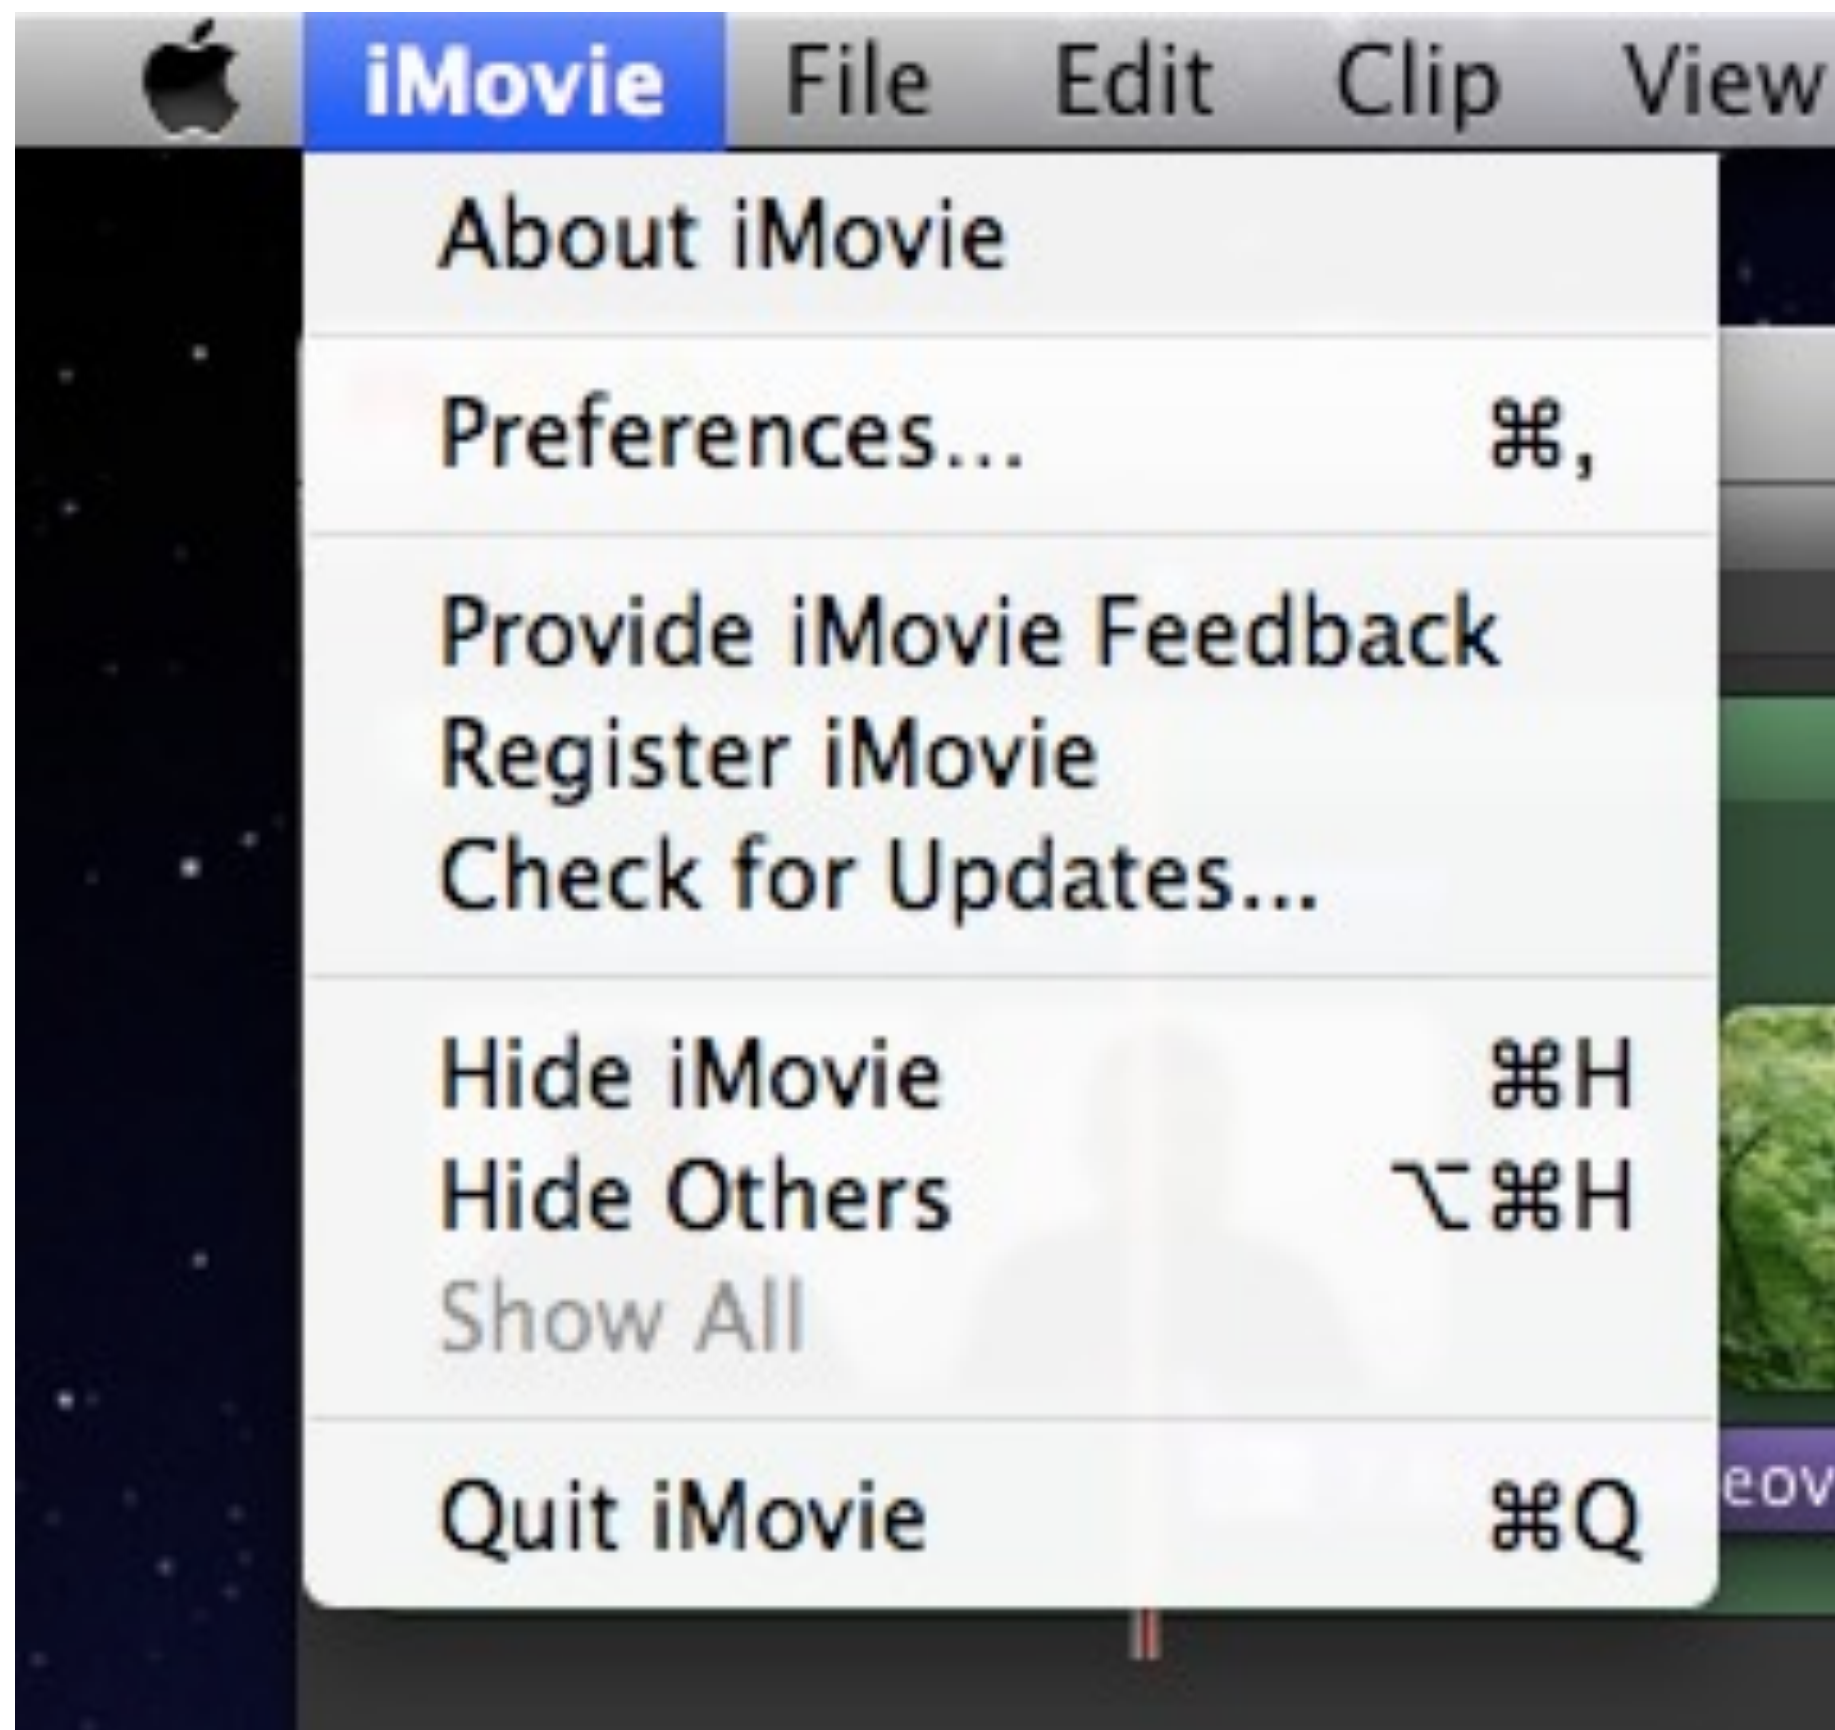 iMovie File Edit Clip View
About iMovie
Preferences... ⌘,
Provide iMovie Feedback
Register iMovie
Check for Updates...
Hide iMovie ⌘H
Hide Others ⌥⌘H
Show All
Quit iMovie ⌘Q
eov